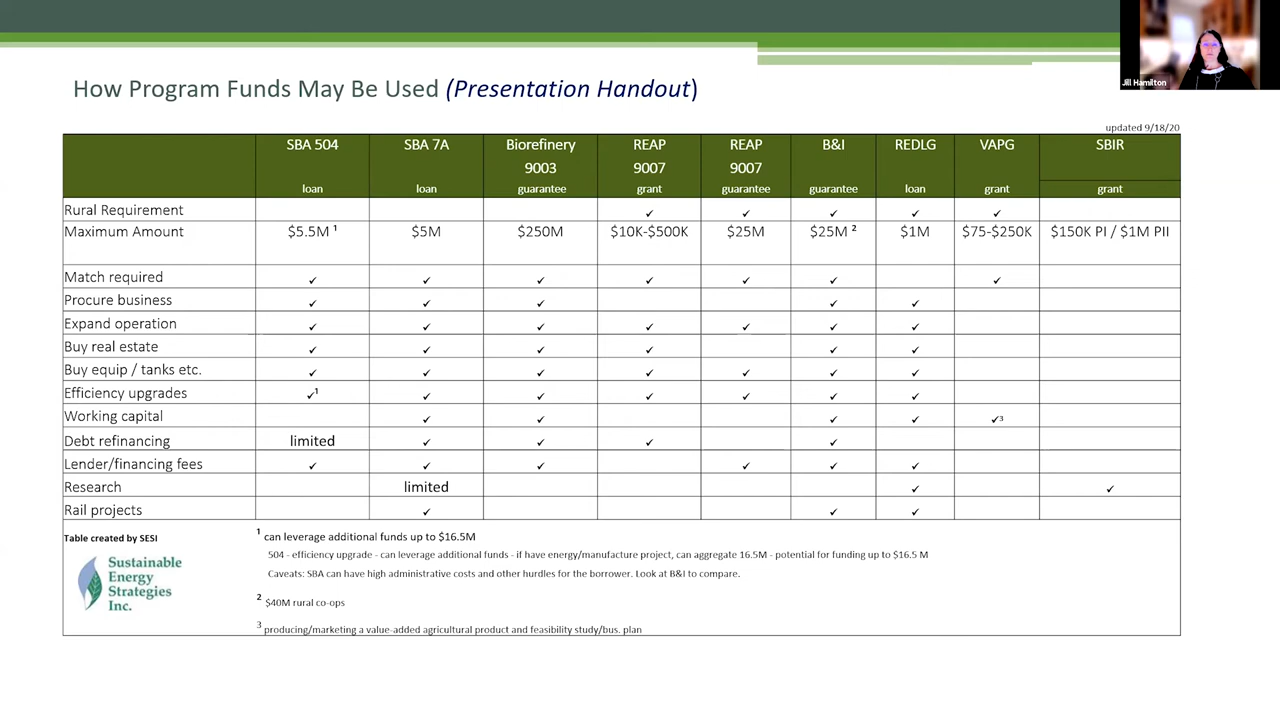 Jill Hamilton
How Program Funds May Be Used (Presentation Handout)
updated 9/18/20
SBA 504 SBA 7A Biorefinery REAP REAP B&I REDLG VAPG SBIR
9003 9007 9007
loan loan guarantee grant guarantee guarantee loan grant grant
Rural Requirement ✓ ✓ ✓ ✓ ✓
Maximum Amount $5.5M ¹ $5M $250M $10K-$500K $25M $25M ² $1M $75-$250K $150K PI / $1M PII
Match required ✓ ✓ ✓ ✓ ✓ ✓ ✓
Procure business ✓ ✓ ✓ ✓ ✓
Expand operation ✓ ✓ ✓ ✓ ✓ ✓ ✓
Buy real estate ✓ ✓ ✓ ✓ ✓ ✓
Buy equip / tanks etc. ✓ ✓ ✓ ✓ ✓ ✓ ✓
Efficiency upgrades ✓¹ ✓ ✓ ✓ ✓ ✓ ✓
Working capital ✓ ✓ ✓ ✓ ✓³
Debt refinancing limited ✓ ✓ ✓ ✓
Lender/financing fees ✓ ✓ ✓ ✓ ✓ ✓
Research limited ✓ ✓
Rail projects ✓ ✓ ✓
Table created by SESI
Sustainable
Energy
Strategies
Inc.
¹ can leverage additional funds up to $16.5M
504 - efficiency upgrade - can leverage additional funds - if have energy/manufacture project, can aggregate 16.5M - potential for funding up to $16.5 M
Caveats: SBA can have high administrative costs and other hurdles for the borrower. Look at B&I to compare.
² $40M rural co-ops
³ producing/marketing a value-added agricultural product and feasibility study/bus. plan